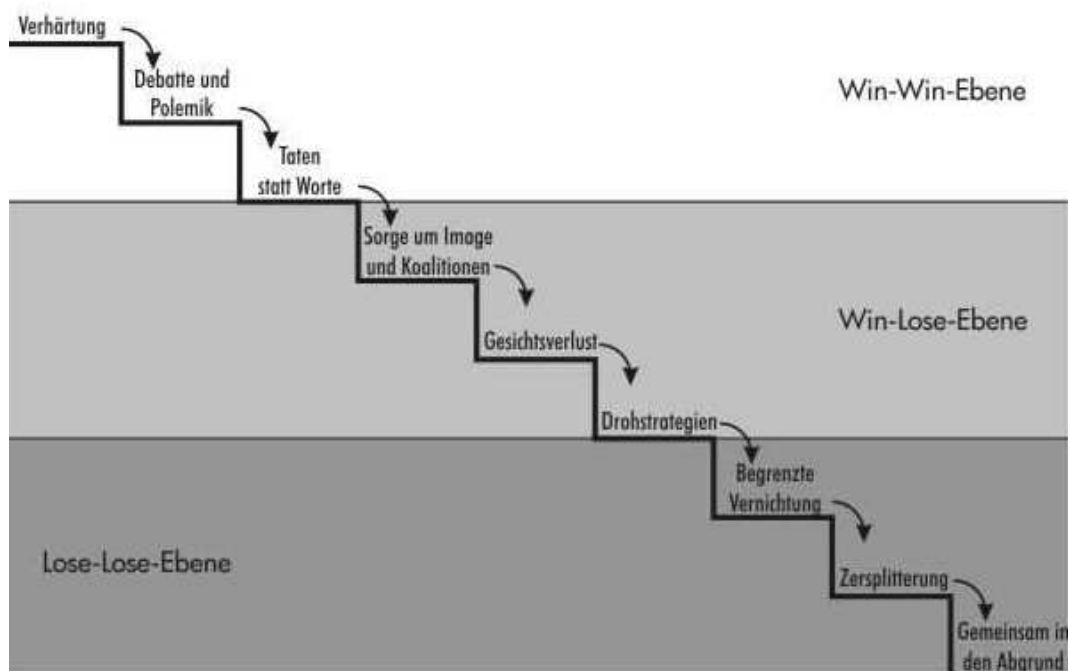 Verhärtung
Debatte und
Polemik
Win-Win-Ebene
Taten
statt Worte
Sorge um Image
und Koalitionen
Win-Lose-Ebene
Gesichtsverlust
Drohstrategien
Begrenzte
Vernichtung
Lose-Lose-Ebene
Zersplitterung
Gemeinsam in
den Abgrund